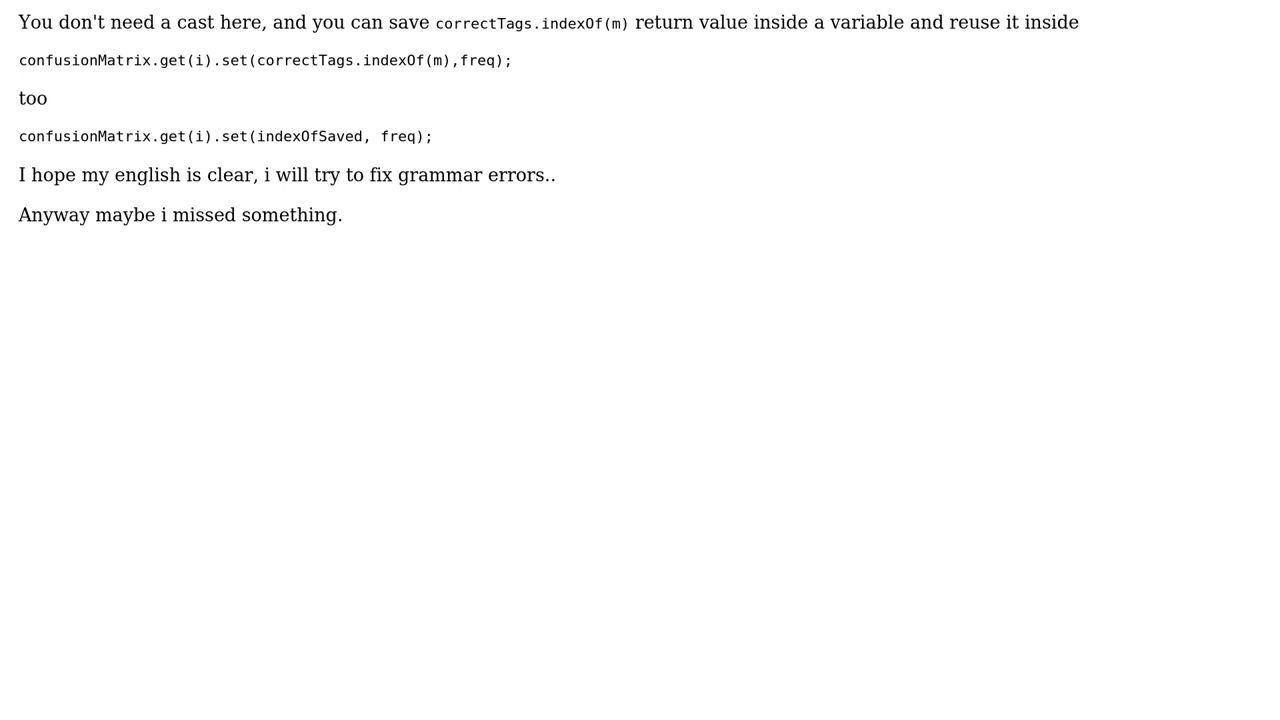 You don't need a cast here, and you can save correctTags.indexOf(m) return value inside a variable and reuse it inside
confusionMatrix.get(i).set(correctTags.indexOf(m),freq);
too
confusionMatrix.get(i).set(indexOfSaved, freq);
I hope my english is clear, i will try to fix grammar errors..
Anyway maybe i missed something.